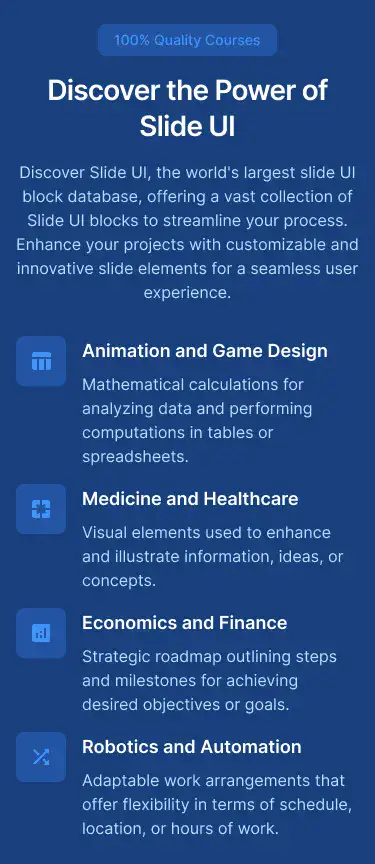 100% Quality Courses
Discover the Power of
Slide UI
Discover Slide UI, the world's largest slide UI
block database, offering a vast collection of
Slide UI blocks to streamline your process.
Enhance your projects with customizable and
innovative slide elements for a seamless user
experience.
Animation and Game Design
Mathematical calculations for
analyzing data and performing
computations in tables or
spreadsheets.
Medicine and Healthcare
Visual elements used to enhance
and illustrate information, ideas, or
concepts.
Economics and Finance
Strategic roadmap outlining steps
and milestones for achieving
desired objectives or goals.
Robotics and Automation
Adaptable work arrangements that
offer flexibility in terms of schedule,
location, or hours of work.